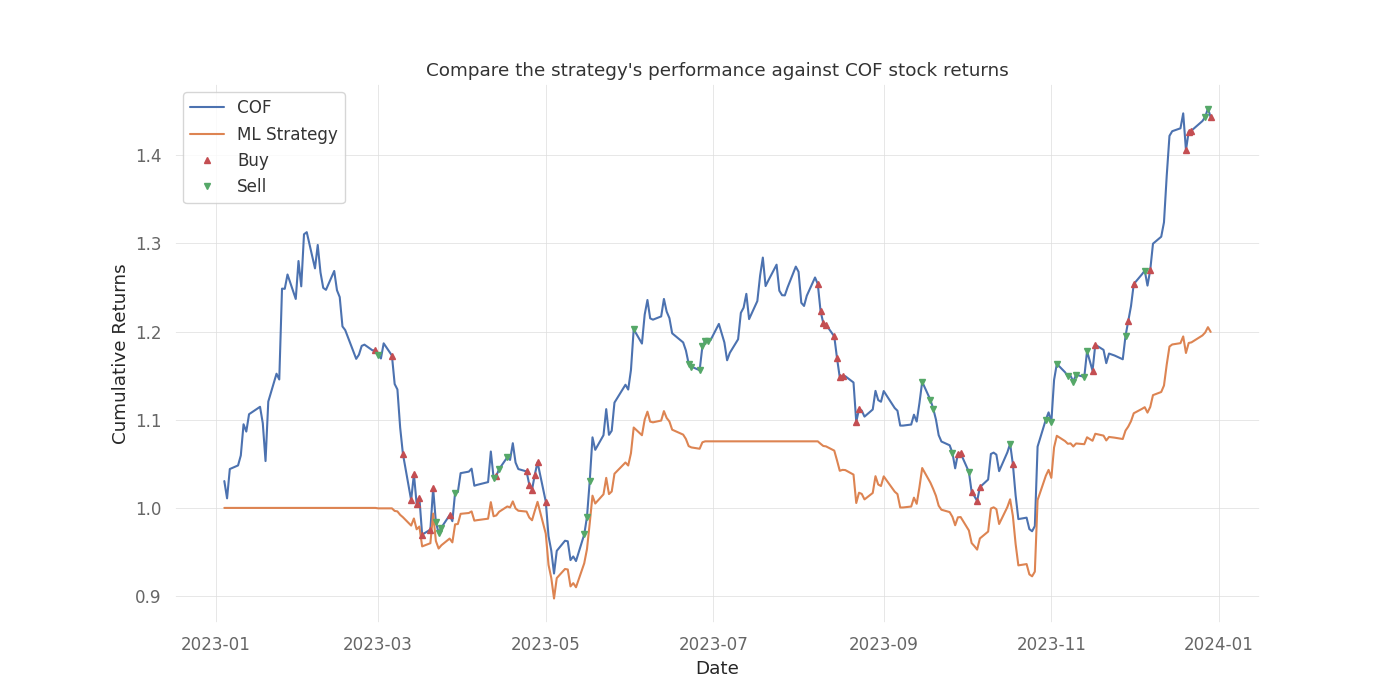 Compare the strategy's performance against COF stock returns
COF
ML Strategy
Buy
Sell
Cumulative Returns
1.4
1.3
1.2
1.1
1.0
0.9
2023-01
2023-03
2023-05
2023-07
2023-09
2023-11
2024-01
Date